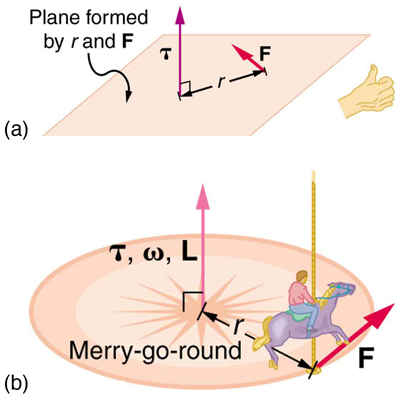 Plane formed
by r and F
τ
F
r
(a)
τ, ω, L
r
Merry-go-round
F
(b)